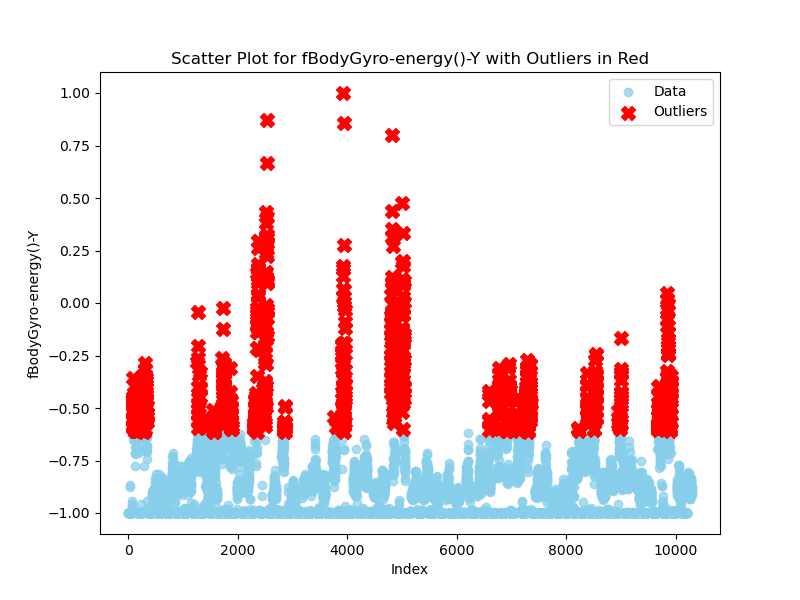 Scatter Plot for fBodyGyro-energy()-Y with Outliers in Red
Data
Outliers
1.00
0.75
0.50
0.25
0.00
−0.25
−0.50
−0.75
−1.00
fBodyGyro-energy()-Y
0 2000 4000 6000 8000 10000
Index